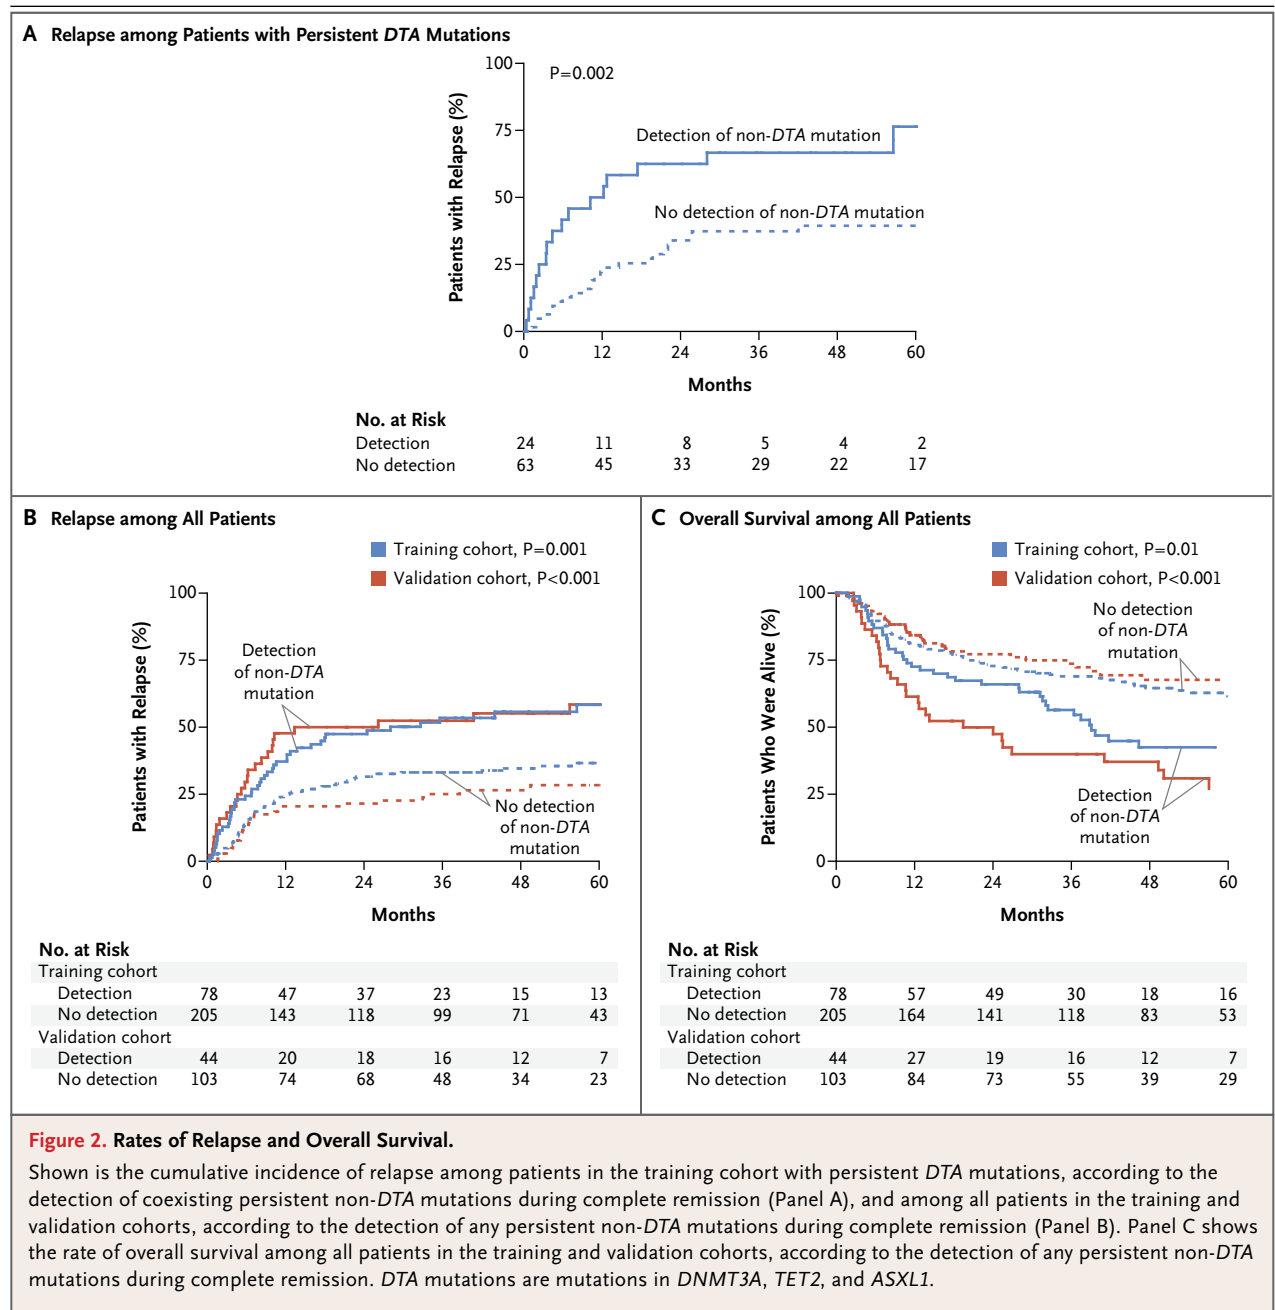 A Relapse among Patients with Persistent DTA Mutations
P=0.002
Patients with Relapse (%)
100
75
50
25
0
Detection of non-DTA mutation
No detection of non-DTA mutation
0 12 24 36 48 60
Months
No. at Risk
Detection 24 11 8 5 4 2
No detection 63 45 33 29 22 17
B Relapse among All Patients
Training cohort, P=0.001
Validation cohort, P<0.001
Patients with Relapse (%)
100
75
50
25
0
Detection
of non-DTA
mutation
No detection
of non-DTA
mutation
0 12 24 36 48 60
Months
No. at Risk
Training cohort
Detection 78 47 37 23 15 13
No detection 205 143 118 99 71 43
Validation cohort
Detection 44 20 18 16 12 7
No detection 103 74 68 48 34 23
C Overall Survival among All Patients
Training cohort, P=0.01
Validation cohort, P<0.001
Patients Who Were Alive (%)
100
75
50
25
0
No detection
of non-DTA
mutation
Detection
of non-DTA
mutation
0 12 24 36 48 60
Months
No. at Risk
Training cohort
Detection 78 57 49 30 18 16
No detection 205 164 141 118 83 53
Validation cohort
Detection 44 27 19 16 12 7
No detection 103 84 73 55 39 29
Figure 2. Rates of Relapse and Overall Survival.
Shown is the cumulative incidence of relapse among patients in the training cohort with persistent DTA mutations, according to the
detection of coexisting persistent non-DTA mutations during complete remission (Panel A), and among all patients in the training and
validation cohorts, according to the detection of any persistent non-DTA mutations during complete remission (Panel B). Panel C shows
the rate of overall survival among all patients in the training and validation cohorts, according to the detection of any persistent non-DTA
mutations during complete remission. DTA mutations are mutations in DNMT3A, TET2, and ASXL1.